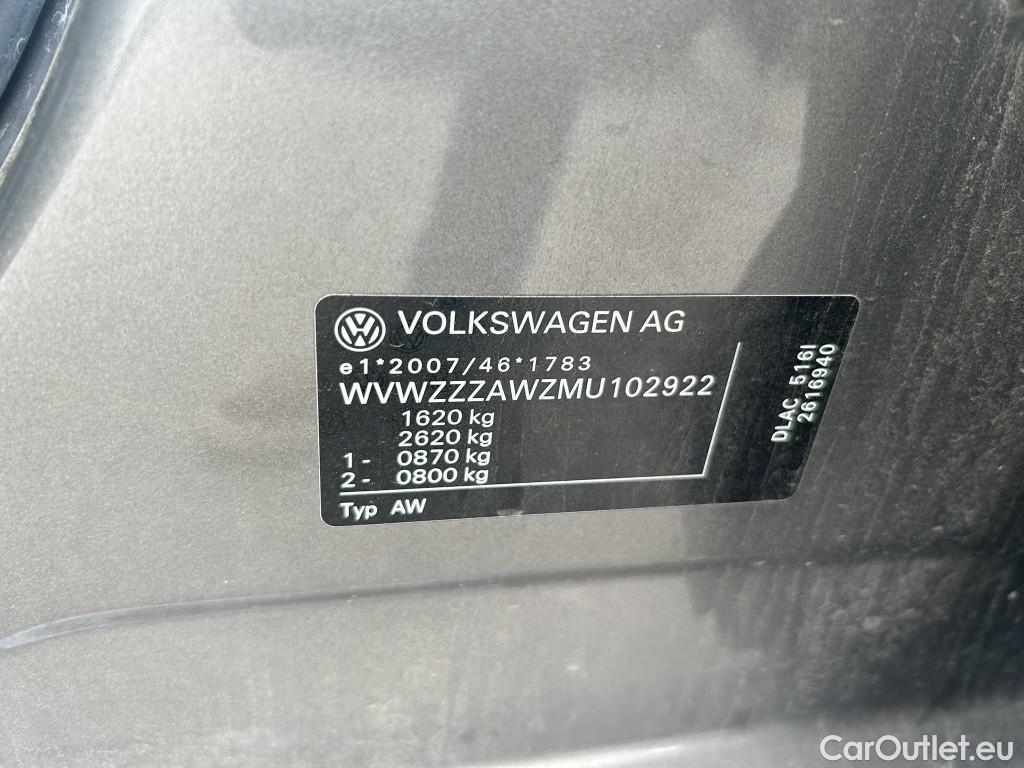 VOLKSWAGEN AG
e1*2007/46*1783
WVWZZZAWZMU102922
1620 kg
2620 kg
1- 0870 kg
2- 0800 kg
Typ AW
DLAC 516I
2616940
CarOutlet.eu